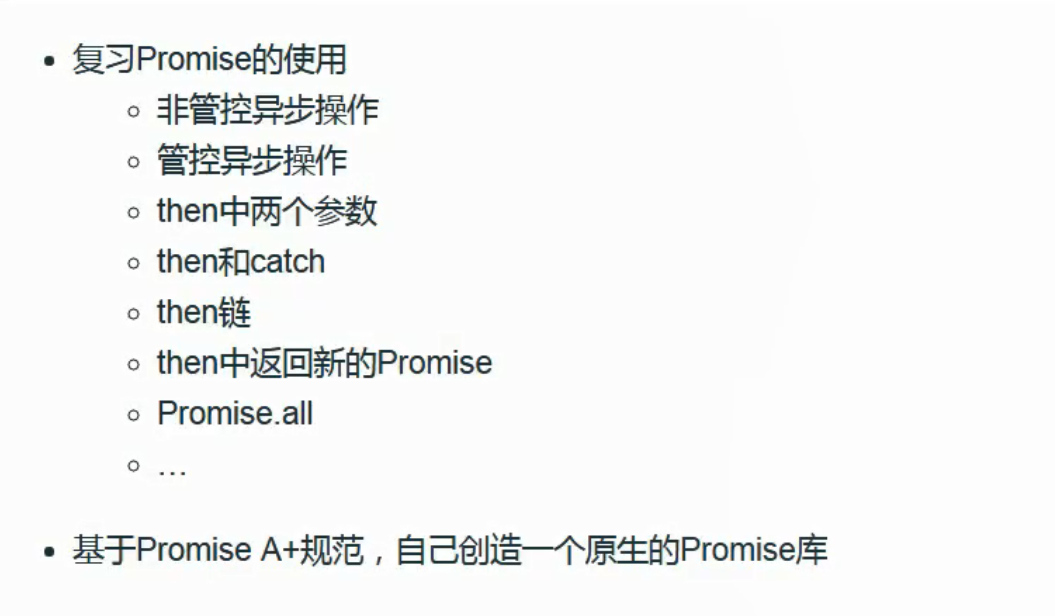 复习Promise的使用
非管控异步操作
管控异步操作
then中两个参数
then和catch
then链
then中返回新的Promise
Promise.all
…
基于Promise A+规范，自己创造一个原生的Promise库